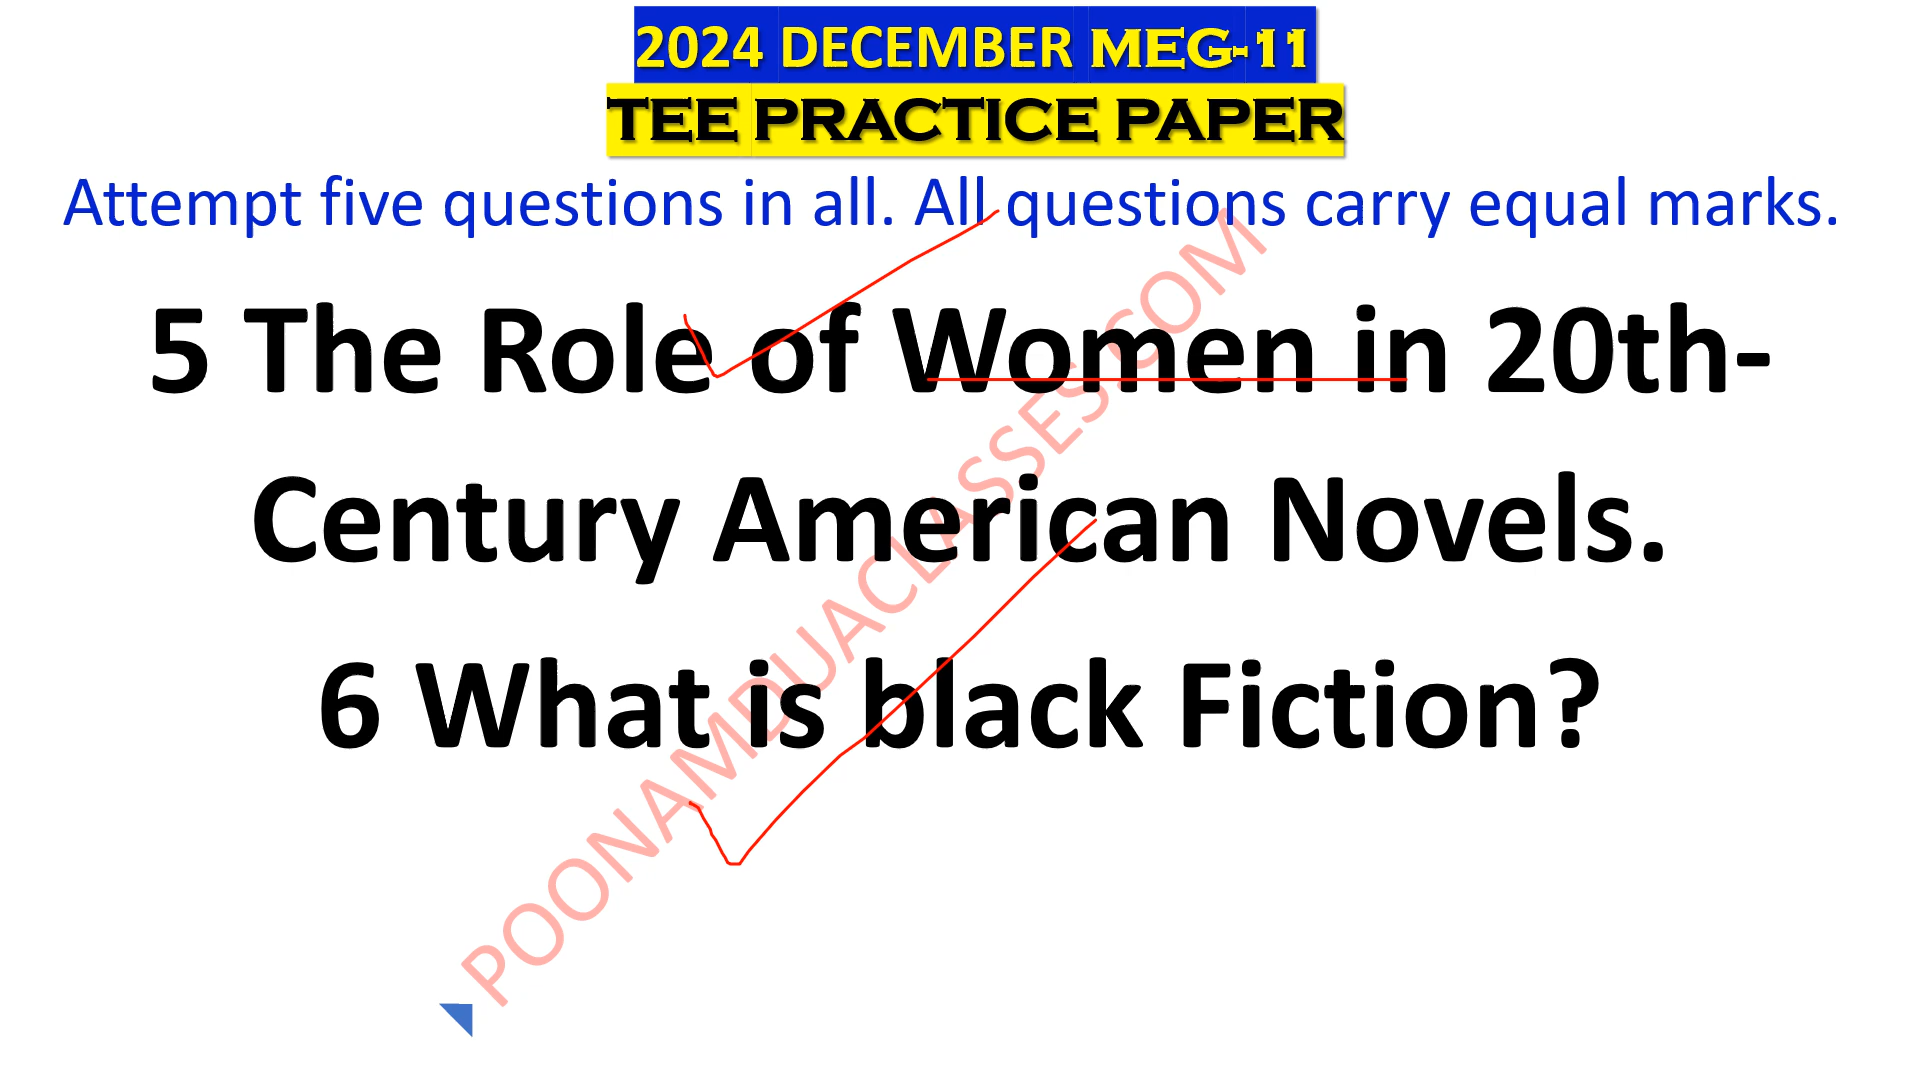 2024 DECEMBER MEG-11
TEE PRACTICE PAPER
Attempt five questions in all. All questions carry equal marks.
5 The Role of Women in 20th-
Century American Novels.
6 What is black Fiction?
POONAMDUACLASSES.COM